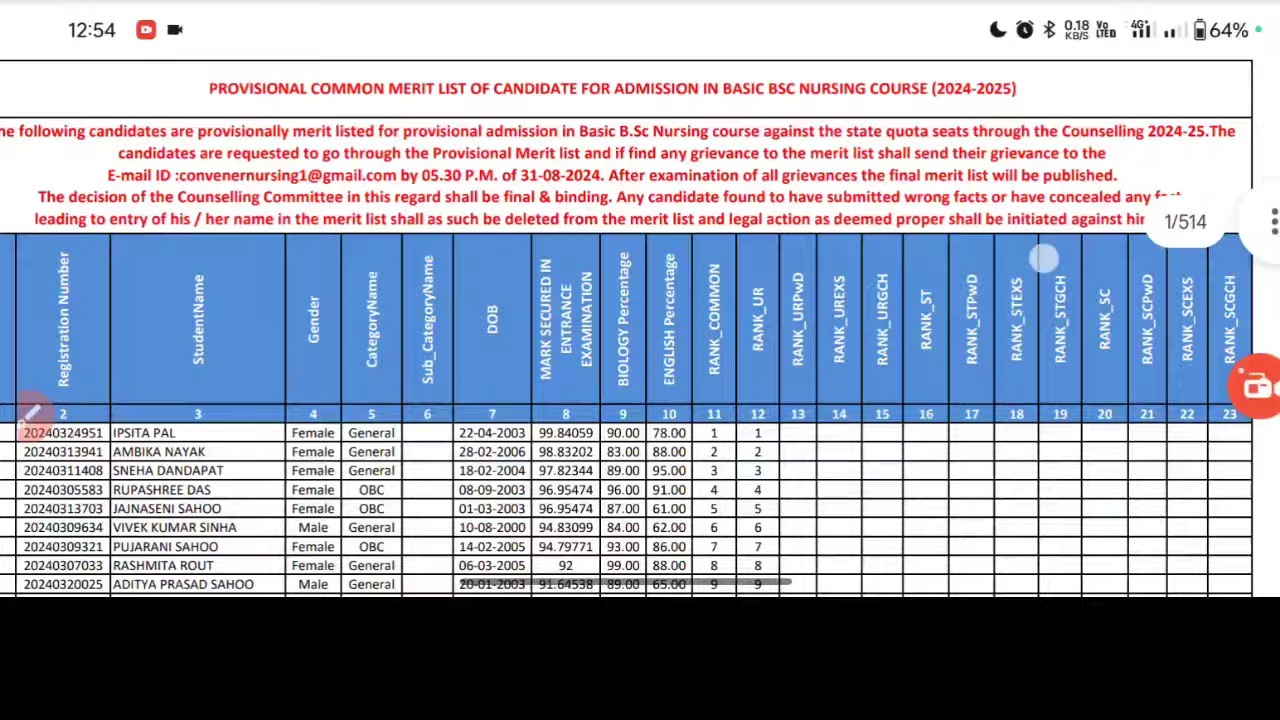 12:54 0.18 KB/S Vo LTED 4G+ 64%
PROVISIONAL COMMON MERIT LIST OF CANDIDATE FOR ADMISSION IN BASIC BSC NURSING COURSE (2024-2025)
he following candidates are provisionally merit listed for provisional admission in Basic B.Sc Nursing course against the state quota seats through the Counselling 2024-25.The
candidates are requested to go through the Provisional Merit list and if find any grievance to the merit list shall send their grievance to the
E-mail ID :convenernursing1@gmail.com by 05.30 P.M. of 31-08-2024. After examination of all grievances the final merit list will be published.
The decision of the Counselling Committee in this regard shall be final & binding. Any candidate found to have submitted wrong facts or have concealed any
leading to entry of his / her name in the merit list shall as such be deleted from the merit list and legal action as deemed proper shall be initiated against
1/514
Registration Number StudentName Gender CategoryName Sub_CategoryName DOB MARK SECURED IN ENTRANCE EXAMINATION BIOLOGY Percentage ENGLISH Percentage RANK_COMMON RANK_UR RANK_URPwD RANK_UREXS RANK_URGCH RANK_ST RANK_STPwD RANK_STEXS RANK_STGCH RANK_SC RANK_SCPwD RANK_SCEXS RANK_SCGCH
2 3 4 5 6 7 8 9 10 11 12 13 14 15 16 17 18 19 20 21 22 23
20240324951 IPSITA PAL Female General 22-04-2003 99.84059 90.00 78.00 1 1
20240313941 AMBIKA NAYAK Female General 28-02-2006 98.83202 83.00 88.00 2 2
20240311408 SNEHA DANDAPAT Female General 18-02-2004 97.82344 89.00 95.00 3 3
20240305583 RUPASHREE DAS Female OBC 08-09-2003 96.95474 96.00 91.00 4 4
20240313703 JAJNASENI SAHOO Female OBC 01-03-2003 96.95474 87.00 61.00 5 5
20240309634 VIVEK KUMAR SINHA Male General 10-08-2000 94.83099 84.00 62.00 6 6
20240309321 PUJARANI SAHOO Female OBC 14-02-2005 94.79771 93.00 86.00 7 7
20240307033 RASHMITA ROUT Female General 06-03-2005 92 99.00 88.00 8 8
20240320025 ADITYA PRASAD SAHOO Male General 20-01-2003 91.64538 89.00 65.00 9 9